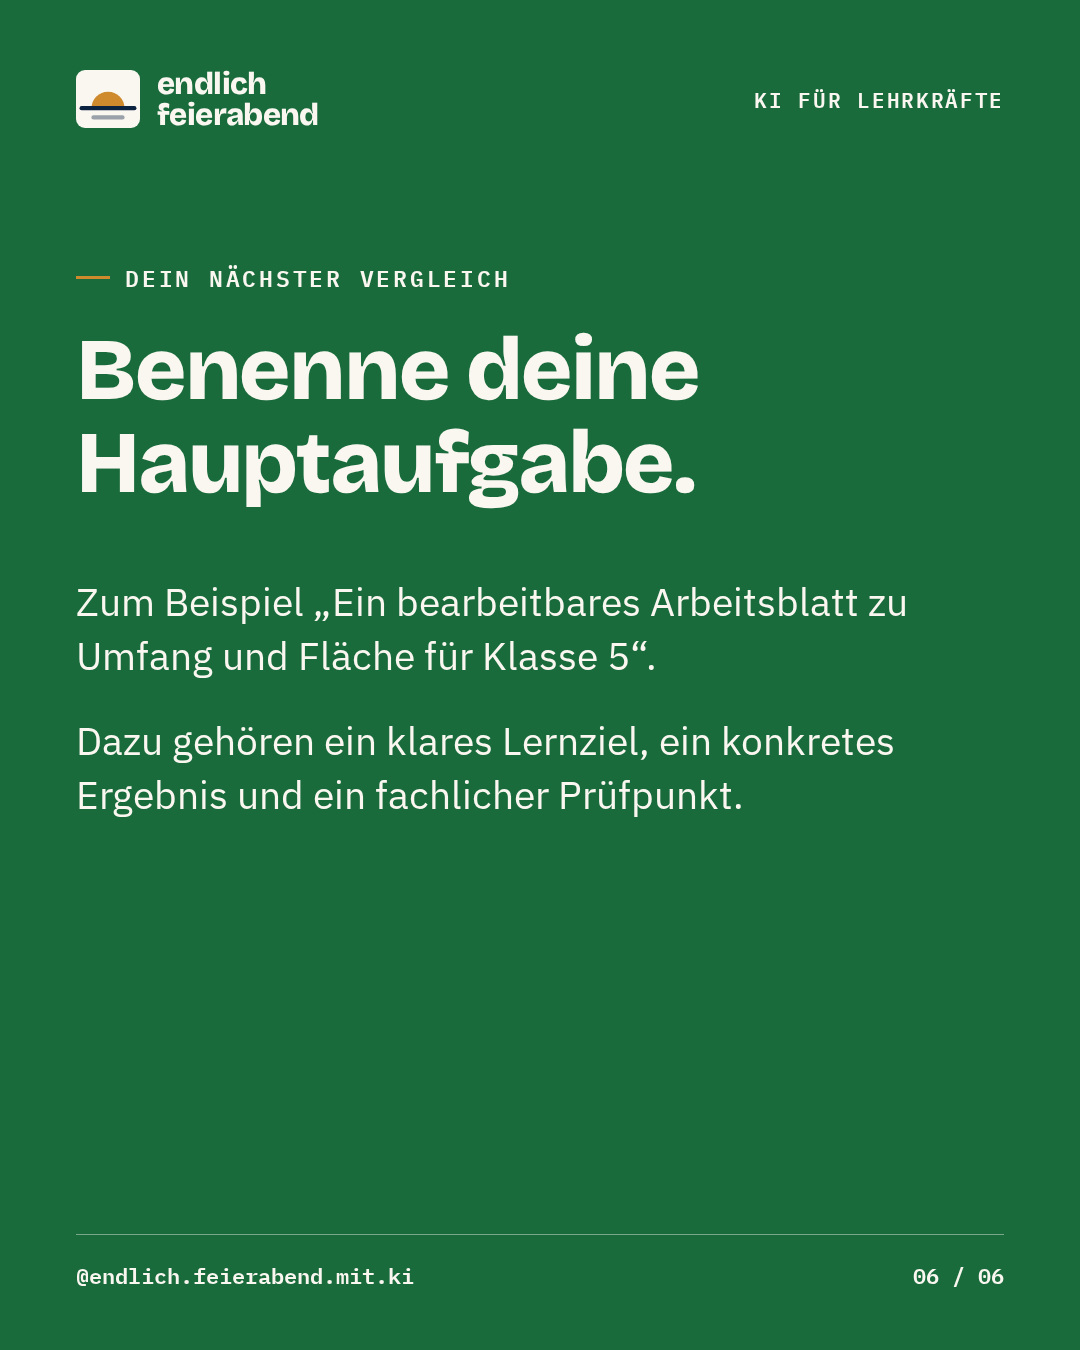 endlich
feierabend
KI FÜR LEHRKRÄFTE
DEIN NÄCHSTER VERGLEICH
Benenne deine
Hauptaufgabe.
Zum Beispiel „Ein bearbeitbares Arbeitsblatt zu
Umfang und Fläche für Klasse 5“.
Dazu gehören ein klares Lernziel, ein konkretes
Ergebnis und ein fachlicher Prüfpunkt.
@endlich.feierabend.mit.ki
06 / 06